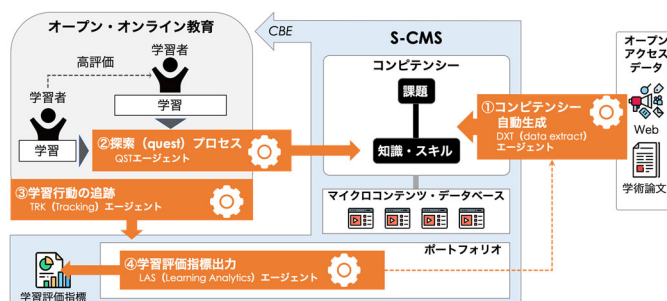 オープン・オンライン教育
高評価
学習者
学習
学習者
学習
②探索（quest）プロセス
QSTエージェント
③学習行動の追跡
TRK（Tracking）エージェント
CBE
S-CMS
コンピテンシー
課題
知識・スキル
マイクロコンテンツ・データベース
①コンピテンシー
自動生成
DXT（data extract）
エージェント
オープン
アクセス
データ
Web
学術論文
ポートフォリオ
④学習評価指標出力
LAS（Learning Analytics）エージェント
学習評価指標